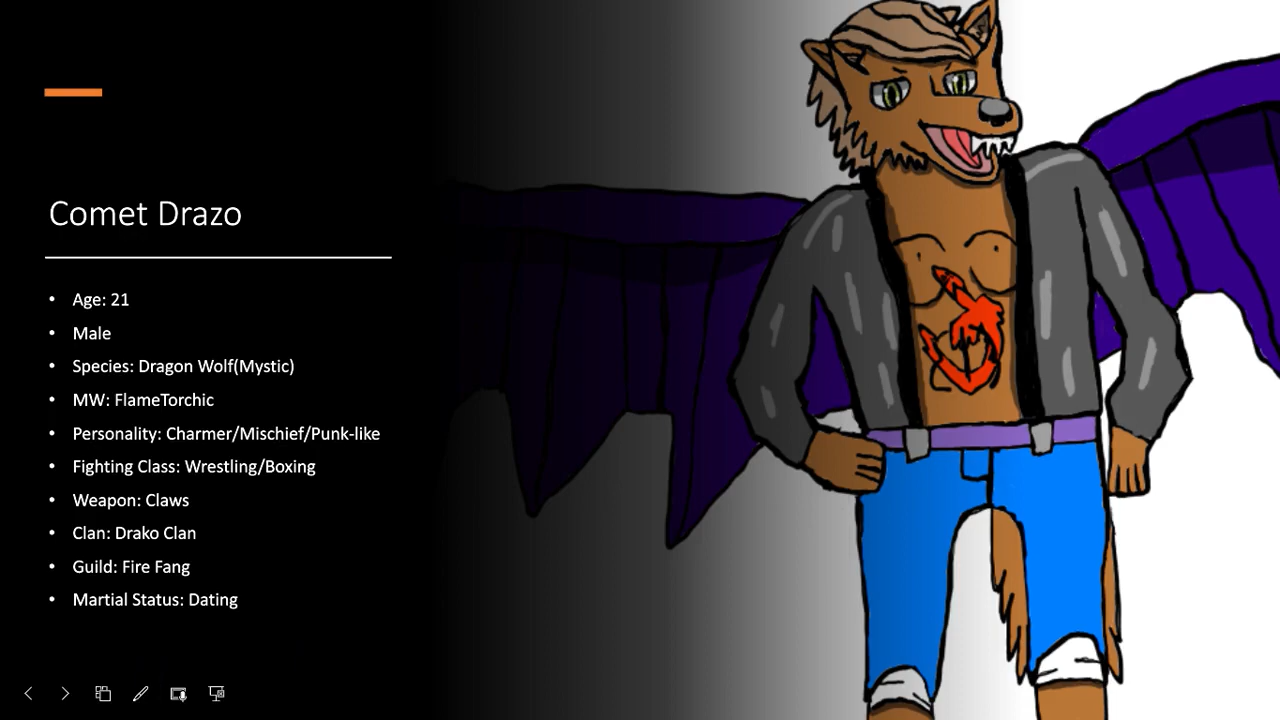 Comet Drazo
• Age: 21
• Male
• Species: Dragon Wolf(Mystic)
• MW: FlameTorchic
• Personality: Charmer/Mischief/Punk-like
• Fighting Class: Wrestling/Boxing
• Weapon: Claws
• Clan: Drako Clan
• Guild: Fire Fang
• Martial Status: Dating